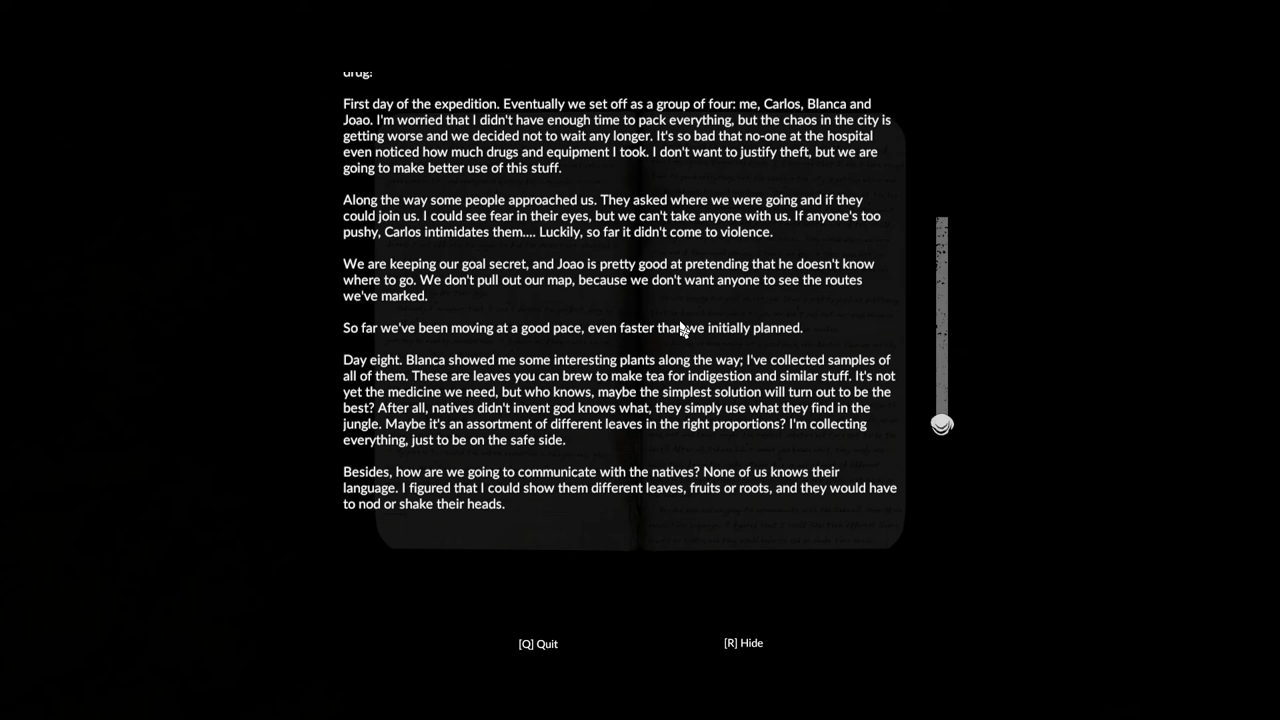 drug!
First day of the expedition. Eventually we set off as a group of four: me, Carlos, Blanca and
Joao. I'm worried that I didn't have enough time to pack everything, but the chaos in the city is
getting worse and we decided not to wait any longer. It's so bad that no-one at the hospital
even noticed how much drugs and equipment I took. I don't want to justify theft, but we are
going to make better use of this stuff.
Along the way some people approached us. They asked where we were going and if they
could join us. I could see fear in their eyes, but we can't take anyone with us. If anyone's too
pushy, Carlos intimidates them.... Luckily, so far it didn't come to violence.
We are keeping our goal secret, and Joao is pretty good at pretending that he doesn't know
where to go. We don't pull out our map, because we don't want anyone to see the routes
we've marked.
So far we've been moving at a good pace, even faster than we initially planned.
Day eight. Blanca showed me some interesting plants along the way; I've collected samples of
all of them. These are leaves you can brew to make tea for indigestion and similar stuff. It's not
yet the medicine we need, but who knows, maybe the simplest solution will turn out to be the
best? After all, natives didn't invent god knows what, they simply use what they find in the
jungle. Maybe it's an assortment of different leaves in the right proportions? I'm collecting
everything, just to be on the safe side.
Besides, how are we going to communicate with the natives? None of us knows their
language. I figured that I could show them different leaves, fruits or roots, and they would have
to nod or shake their heads.
[Q] Quit
[R] Hide